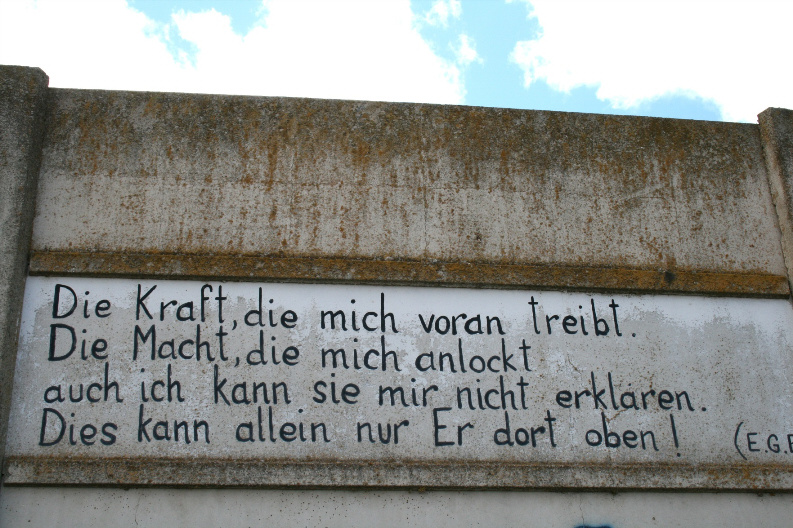 Die Kraft, die mich voran treibt.
Die Macht, die mich anlockt
auch ich kann sie mir nicht erklären.
Dies kann allein nur Er dort oben!
(E.G.E